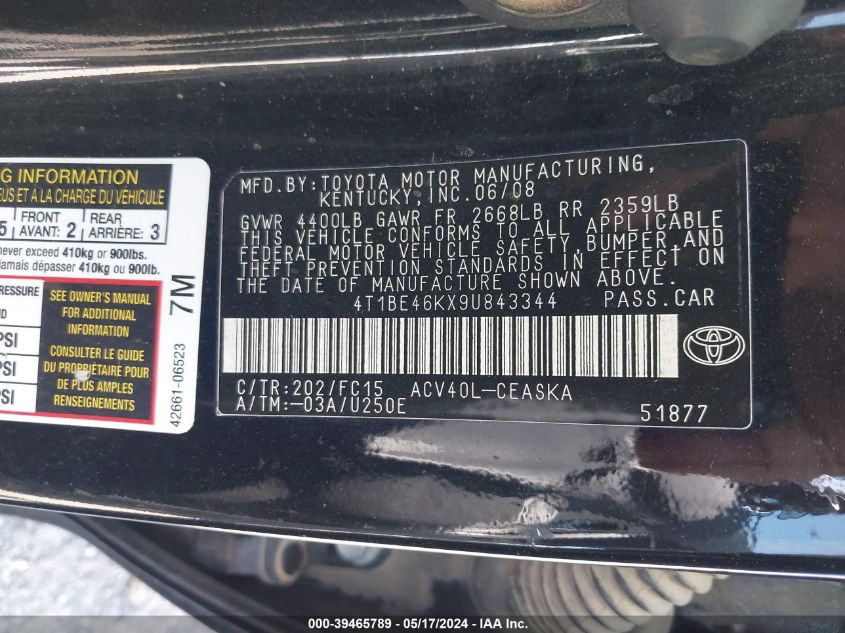 G INFORMATION
EUS ET À LA CHARGE DU VÉHICULE
5 FRONT AVANT: 2 REAR ARRIÈRE: 3
never exceed 410kg or 900lbs.
jamais dépasser 410kg ou 900lb.
PRESSURE
SEE OWNER'S MANUAL
FOR ADDITIONAL
INFORMATION
PSI
CONSULTER LE GUIDE
DU PROPRIÉTAIRE POUR
DE PLUS AMPLES
RENSEIGNEMENTS
PSI
PSI
7M
42661-06523
MFD.BY:TOYOTA MOTOR MANUFACTURING,
KENTUCKY,INC.06/08
GVWR 4400LB GAWR FR 2668LB RR 2359LB
THIS VEHICLE CONFORMS TO ALL APPLICABLE
FEDERAL MOTOR VEHICLE SAFETY,BUMPER,AND
THEFT PREVENTION STANDARDS IN EFFECT ON
THE DATE OF MANUFACTURE SHOWN ABOVE.
4T1BE46KX9U843344 PASS.CAR
C/TR:202/FC15 ACV40L-CEASKA
A/TM:-03A/U250E
51877
000-39465789 - 05/17/2024 - IAAI.com